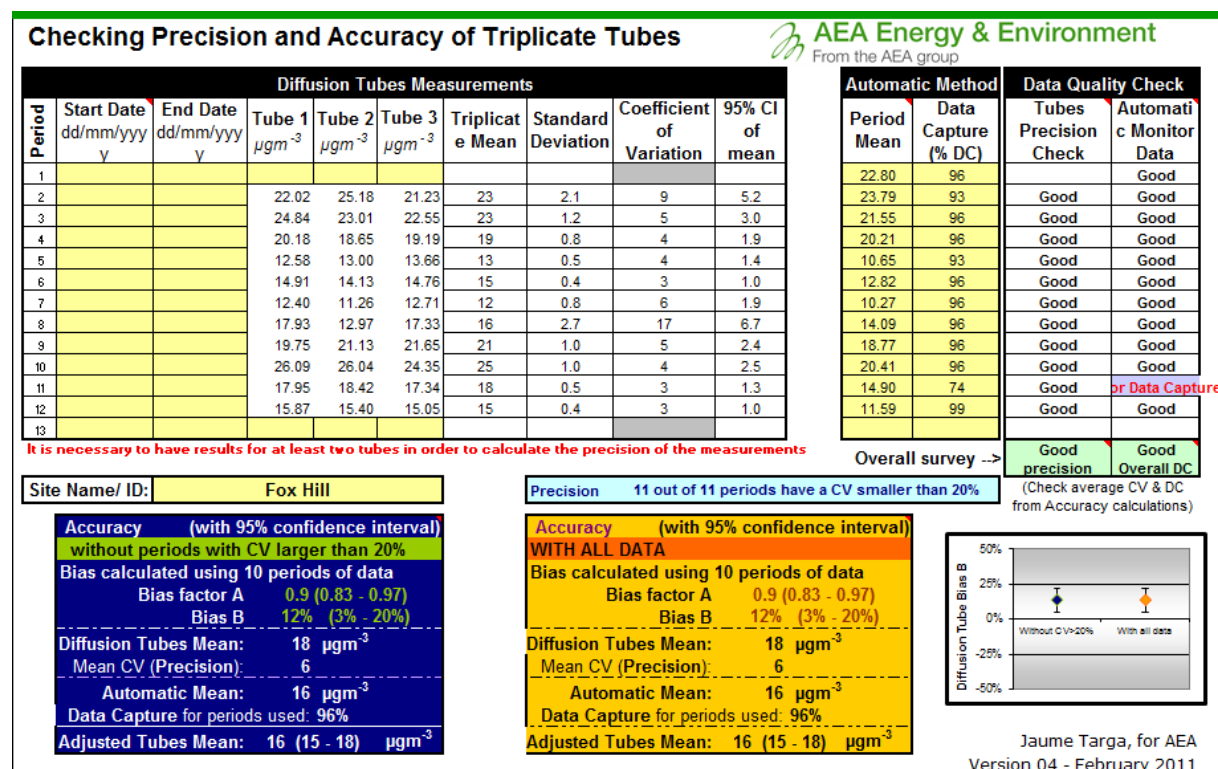 Checking Precision and Accuracy of Triplicate Tubes
AEA Energy & Environment
From the AEA group
Diffusion Tubes Measurements
Automatic Method
Data Quality Check
Period
Start Date dd/mm/yyyy
End Date dd/mm/yyyy
Tube 1 µgm-3
Tube 2 µgm-3
Tube 3 µgm-3
Triplicate Mean
Standard Deviation
Coefficient of Variation
95% CI of mean
Period Mean
Data Capture (% DC)
Tubes Precision Check
Automatic Monitor Data
1 22.80 96 Good
2 22.02 25.18 21.23 23 2.1 9 5.2 23.79 93 Good Good
3 24.84 23.01 22.55 23 1.2 5 3.0 21.55 96 Good Good
4 20.18 18.65 19.19 19 0.8 4 1.9 20.21 96 Good Good
5 12.58 13.00 13.66 13 0.5 4 1.4 10.65 93 Good Good
6 14.91 14.13 14.76 15 0.4 3 1.0 12.82 96 Good Good
7 12.40 11.26 12.71 12 0.8 6 1.9 10.27 96 Good Good
8 17.93 12.97 17.33 16 2.7 17 6.7 14.09 96 Good Good
9 19.75 21.13 21.65 21 1.0 5 2.4 18.77 96 Good Good
10 26.09 26.04 24.35 25 1.0 4 2.5 20.41 96 Good Good
11 17.95 18.42 17.34 18 0.5 3 1.3 14.90 74 Good or Data Capture
12 15.87 15.40 15.05 15 0.4 3 1.0 11.59 99 Good Good
13
It is necessary to have results for at least two tubes in order to calculate the precision of the measurements
Overall survey -->
Good precision
Good Overall DC
Site Name/ ID: Fox Hill
Precision 11 out of 11 periods have a CV smaller than 20%
(Check average CV & DC from Accuracy calculations)
Accuracy (with 95% confidence interval)
without periods with CV larger than 20%
Bias calculated using 10 periods of data
Bias factor A 0.9 (0.83 - 0.97)
Bias B 12% (3% - 20%)
Diffusion Tubes Mean: 18 µgm-3
Mean CV (Precision): 6
Automatic Mean: 16 µgm-3
Data Capture for periods used: 96%
Adjusted Tubes Mean: 16 (15 - 18) µgm-3
Accuracy (with 95% confidence interval)
WITH ALL DATA
Bias calculated using 10 periods of data
Bias factor A 0.9 (0.83 - 0.97)
Bias B 12% (3% - 20%)
Diffusion Tubes Mean: 18 µgm-3
Mean CV (Precision): 6
Automatic Mean: 16 µgm-3
Data Capture for periods used: 96%
Adjusted Tubes Mean: 16 (15 - 18) µgm-3
Diffusion Tube Bias B
50%
25%
0%
-25%
-50%
Without CV>20%
With all data
Jaume Targa, for AEA
Version 04 - February 2011